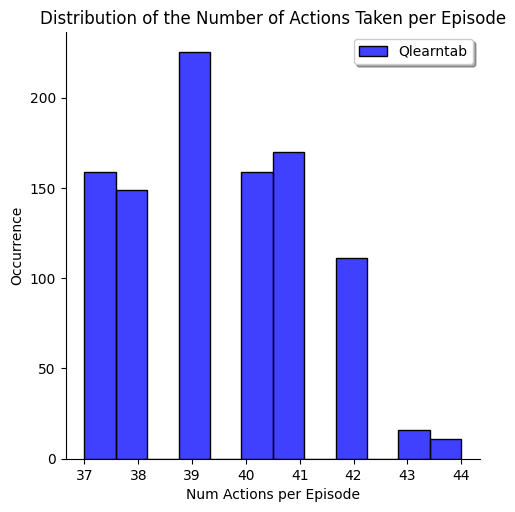 Distribution of the Number of Actions Taken per Episode
Qlearntab
Occurrence
200
150
100
50
0
37 38 39 40 41 42 43 44
Num Actions per Episode